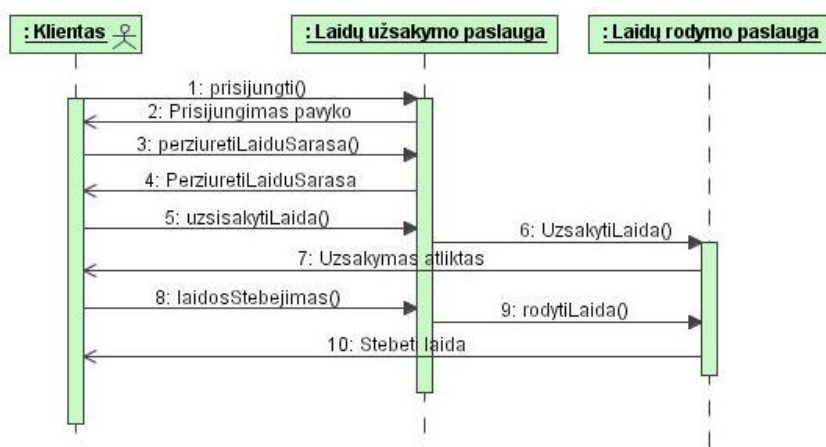 : Klientas
: Laidų užsakymo paslauga
: Laidų rodymo paslauga
1: prisijungti()
2: Prisijungimas pavyko
3: perziuretiLaiduSarasa()
4: PerziuretiLaiduSarasa
5: uzsisakytiLaida()
6: UzsakytiLaida()
7: Uzsakymas atliktas
8: laidosStebejimas()
9: rodytiLaida()
10: Stebeti laida